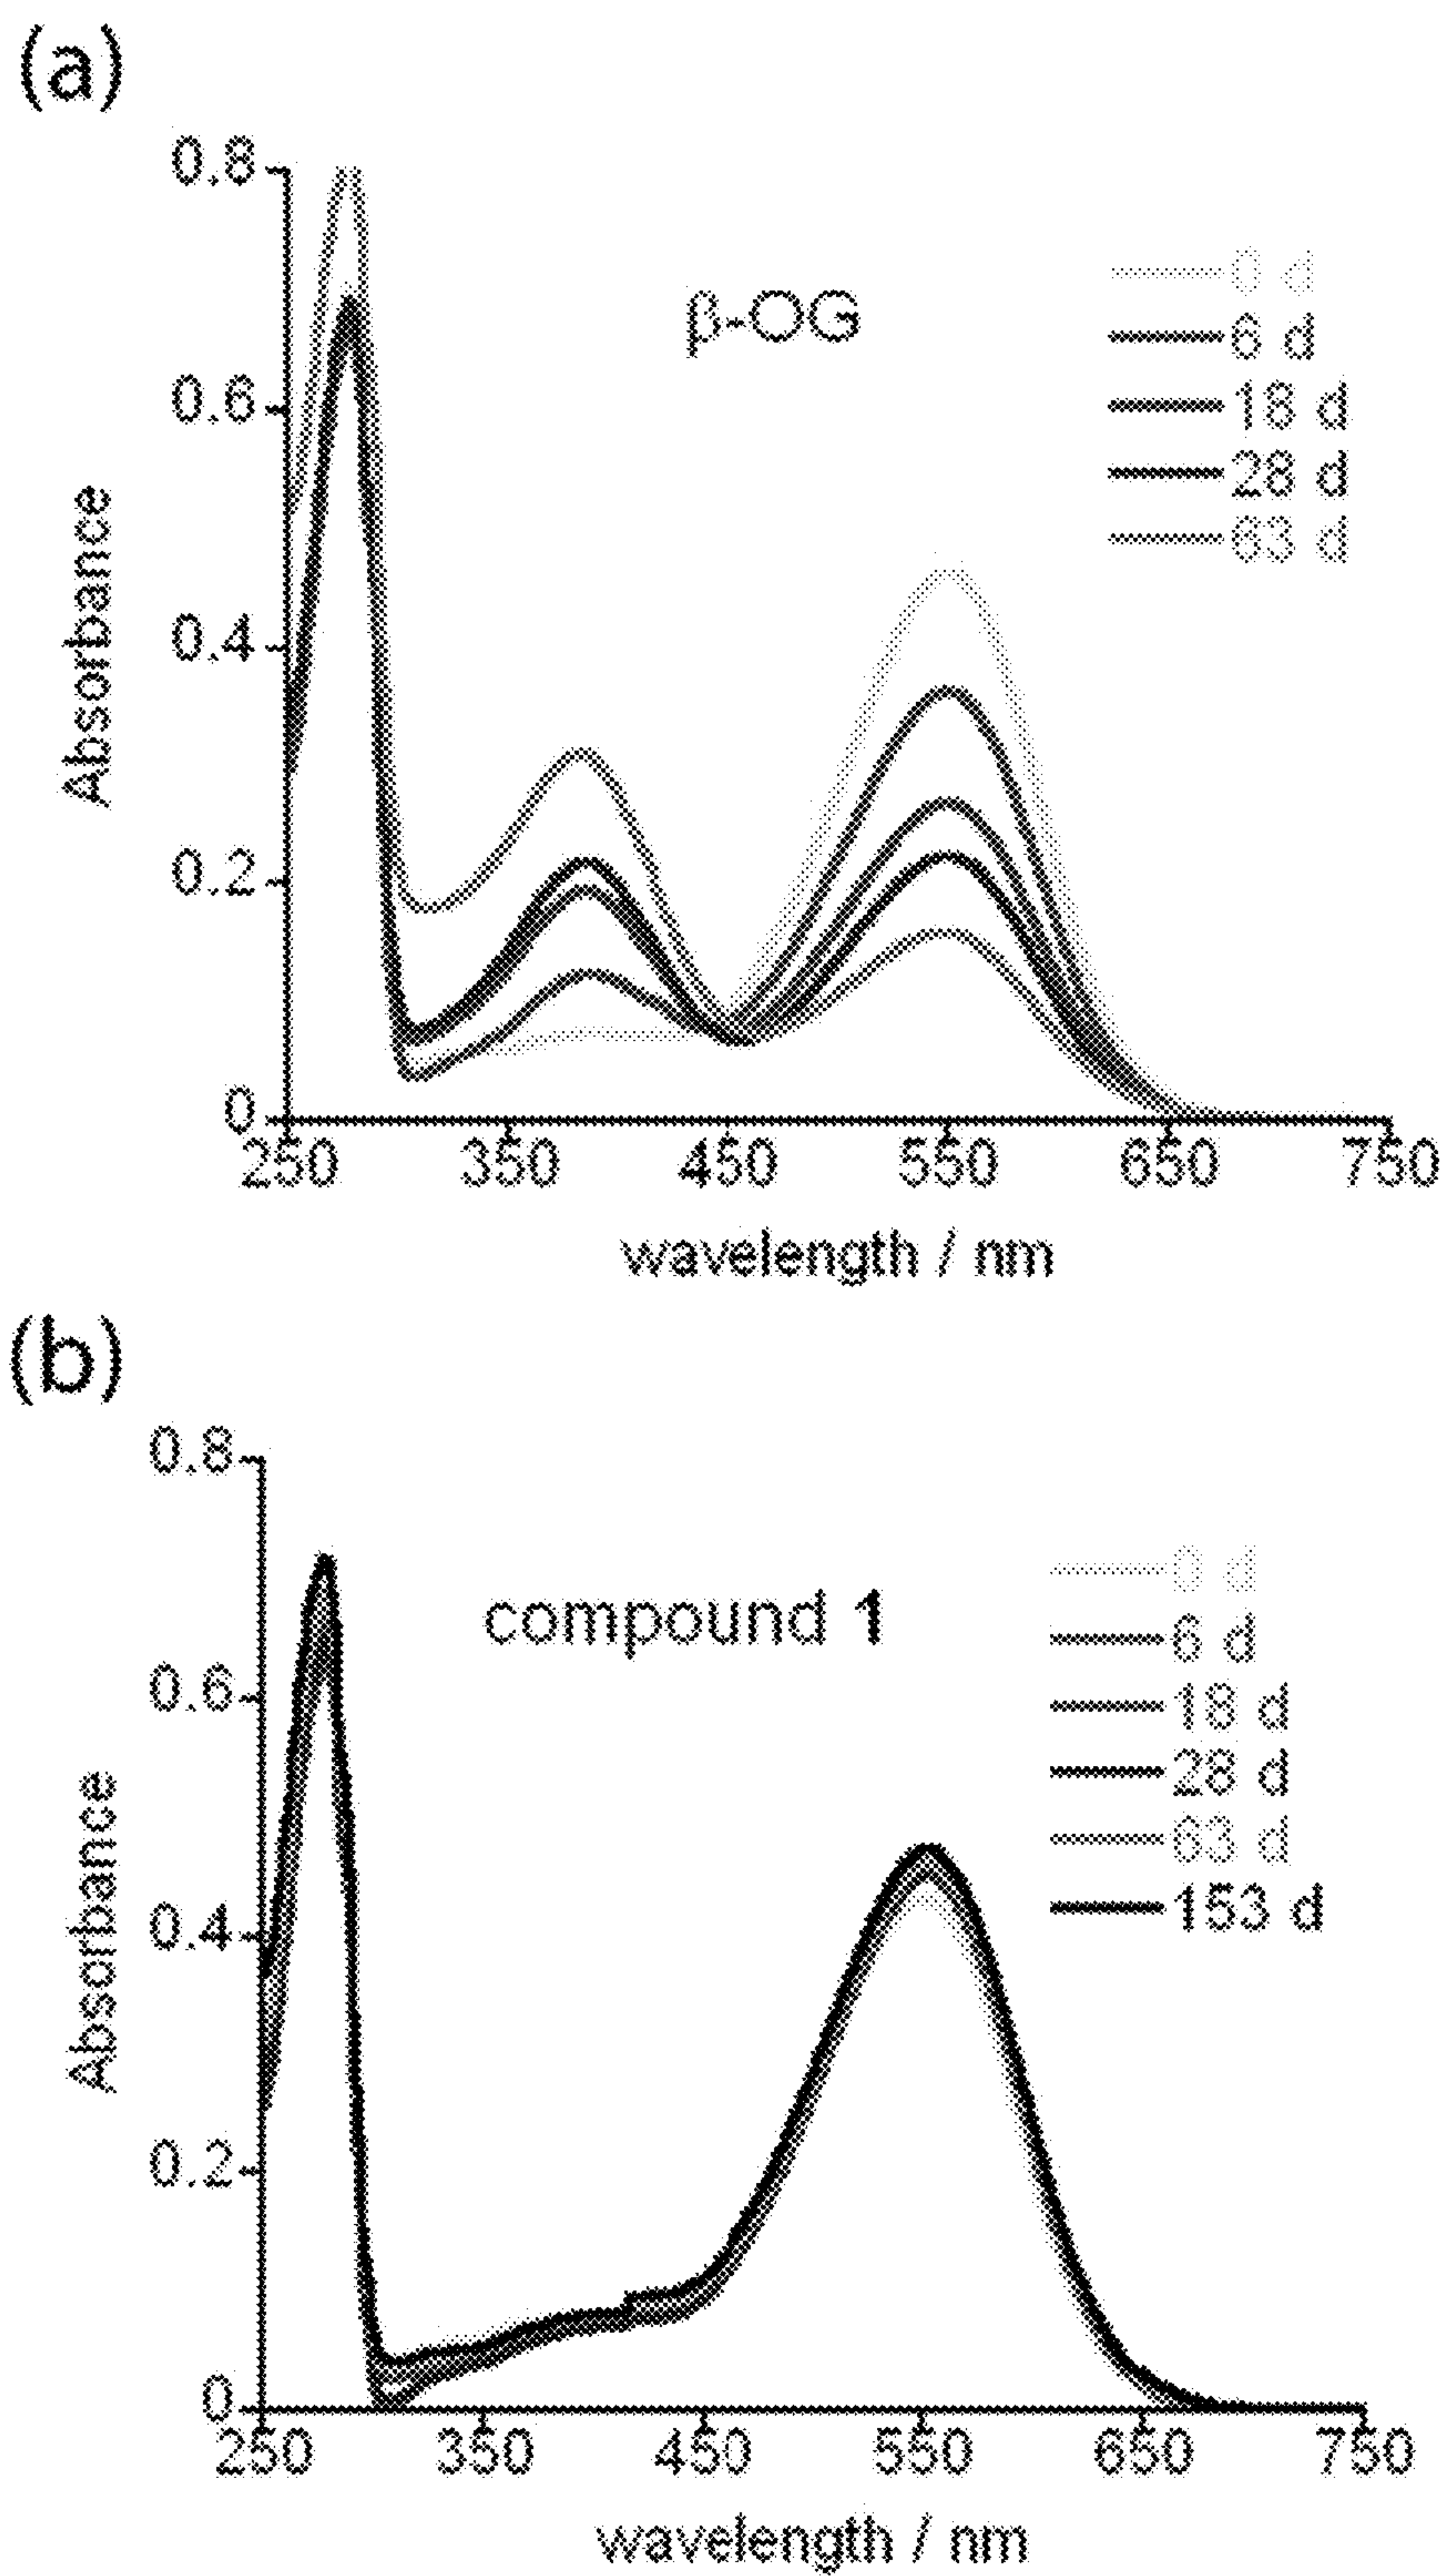 (a)
0.8
0.6
0.4
0.2
0
Absorbance
β-OG
0 d
6 d
18 d
28 d
63 d
250 350 450 550 650 750
wavelength / nm
(b)
0.8
0.6
0.4
0.2
0
Absorbance
compound 1
0 d
6 d
18 d
28 d
63 d
153 d
250 350 450 550 650 750
wavelength / nm